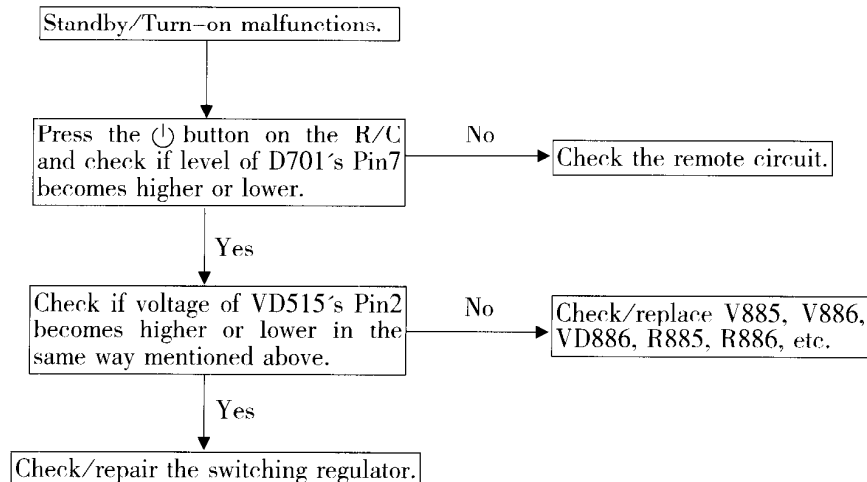 Standby/Turn-on malfunctions.
Press the ⏻ button on the R/C
and check if level of D701´s Pin7
becomes higher or lower.
No
Check the remote circuit.
Yes
Check if voltage of VD515´s Pin2
becomes higher or lower in the
same way mentioned above.
No
Check/replace V885, V886,
VD886, R885, R886, etc.
Yes
Check/repair the switching regulator.